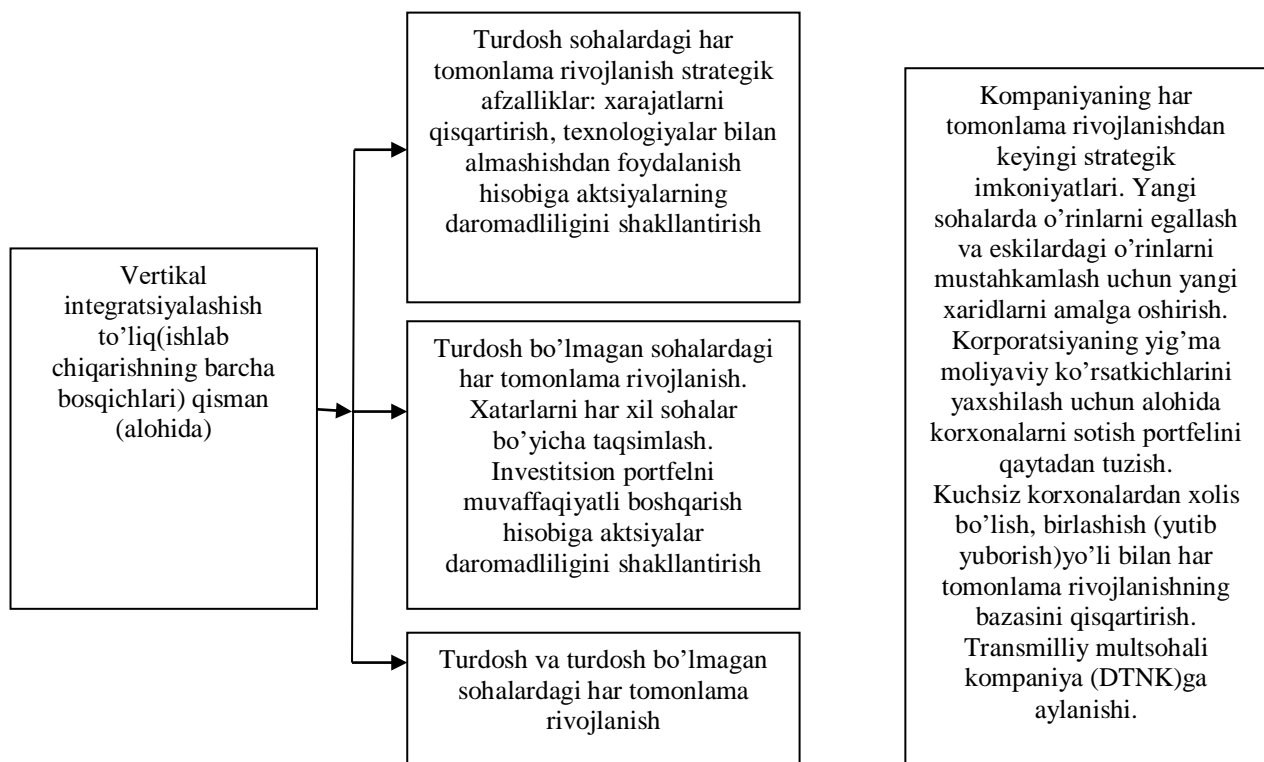 Vertikal
integratsiyalashish
to’liq(ishlab
chiqarishning barcha
bosqichlari) qisman
(alohida)
Turdosh sohalardagi har
tomonlama rivojlanish strategik
afzalliklar: xarajatlarni
qisqartirish, texnologiyalar bilan
almashishdan foydalanish
hisobiga aktsiyalarning
daromadliligini shakllantirish
Turdosh bo’lmagan sohalardagi
har tomonlama rivojlanish.
Xatarlarni har xil sohalar
bo’yicha taqsimlash.
Investitsion portfelni
muvaffaqiyatli boshqarish
hisobiga aktsiyalar
daromadliligini shakllantirish
Turdosh va turdosh bo’lmagan
sohalardagi har tomonlama
rivojlanish
Kompaniyaning har
tomonlama rivojlanishdan
keyingi strategik
imkoniyatlari. Yangi
sohalarda o’rinlarni egallash
va eskilardagi o’rinlarni
mustahkamlash uchun yangi
xaridlarni amalga oshirish.
Korporatsiyaning yig’ma
moliyaviy ko’rsatkichlarini
yaxshilash uchun alohida
korxonalarni sotish portfelini
qaytadan tuzish.
Kuchsiz korxonalardan xolis
bo’lish, birlashish (yutib
yuborish)yo’li bilan har
tomonlama rivojlanishning
bazasini qisqartirish.
Transmilliy multsohali
kompaniya (DTNK)ga
aylanishi.